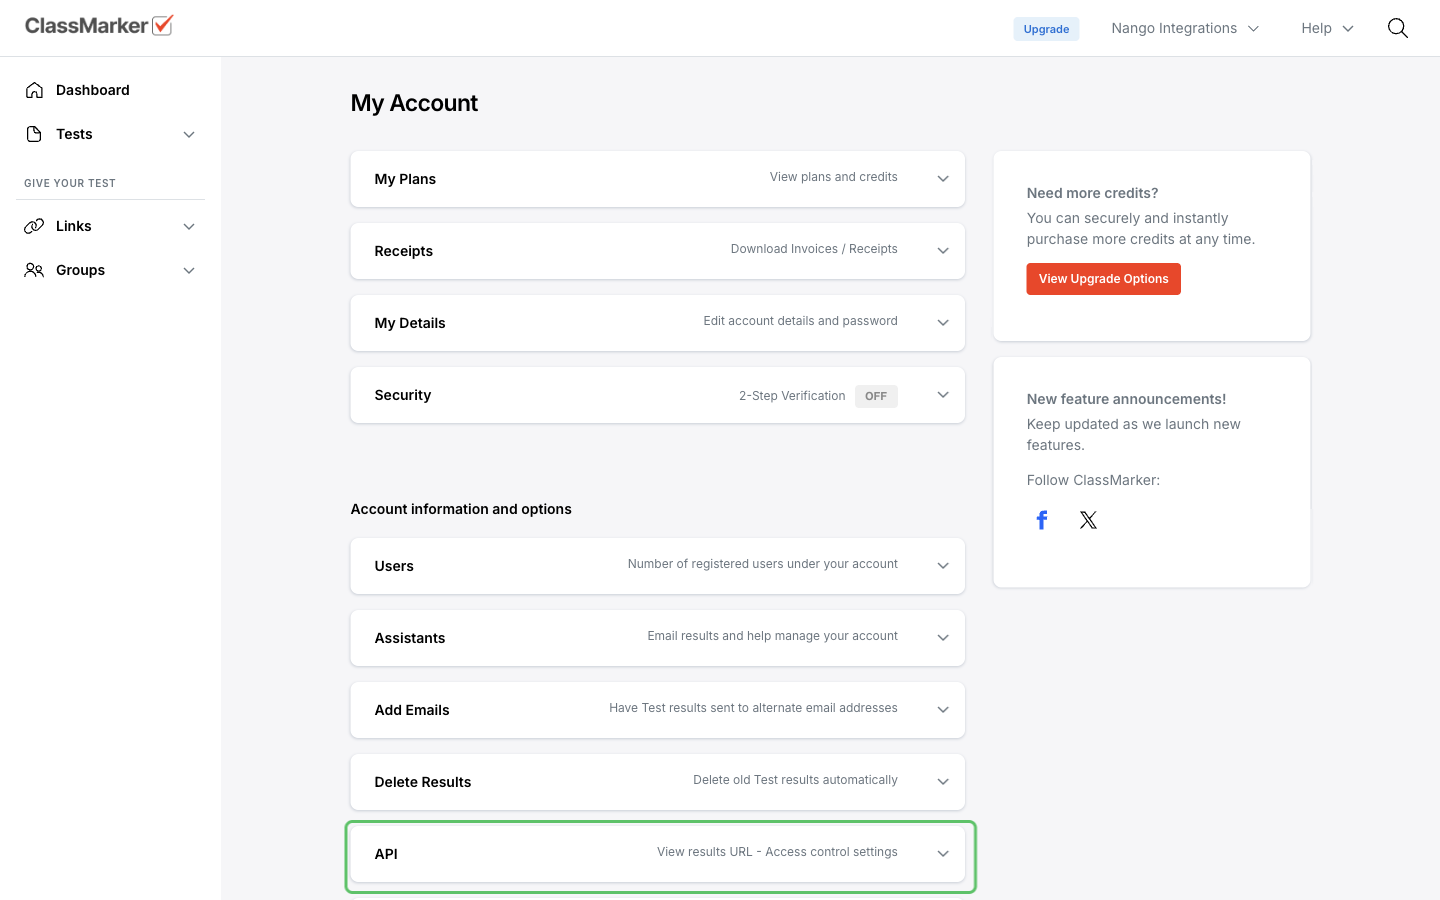 ClassMarker
Upgrade
Nango Integrations
Help
Dashboard
Tests
GIVE YOUR TEST
Links
Groups
My Account
My Plans
View plans and credits
Receipts
Download Invoices / Receipts
My Details
Edit account details and password
Security
2-Step Verification OFF
Account information and options
Users
Number of registered users under your account
Assistants
Email results and help manage your account
Add Emails
Have Test results sent to alternate email addresses
Delete Results
Delete old Test results automatically
API
View results URL - Access control settings
Need more credits?
You can securely and instantly
purchase more credits at any time.
View Upgrade Options
New feature announcements!
Keep updated as we launch new
features.
Follow ClassMarker: